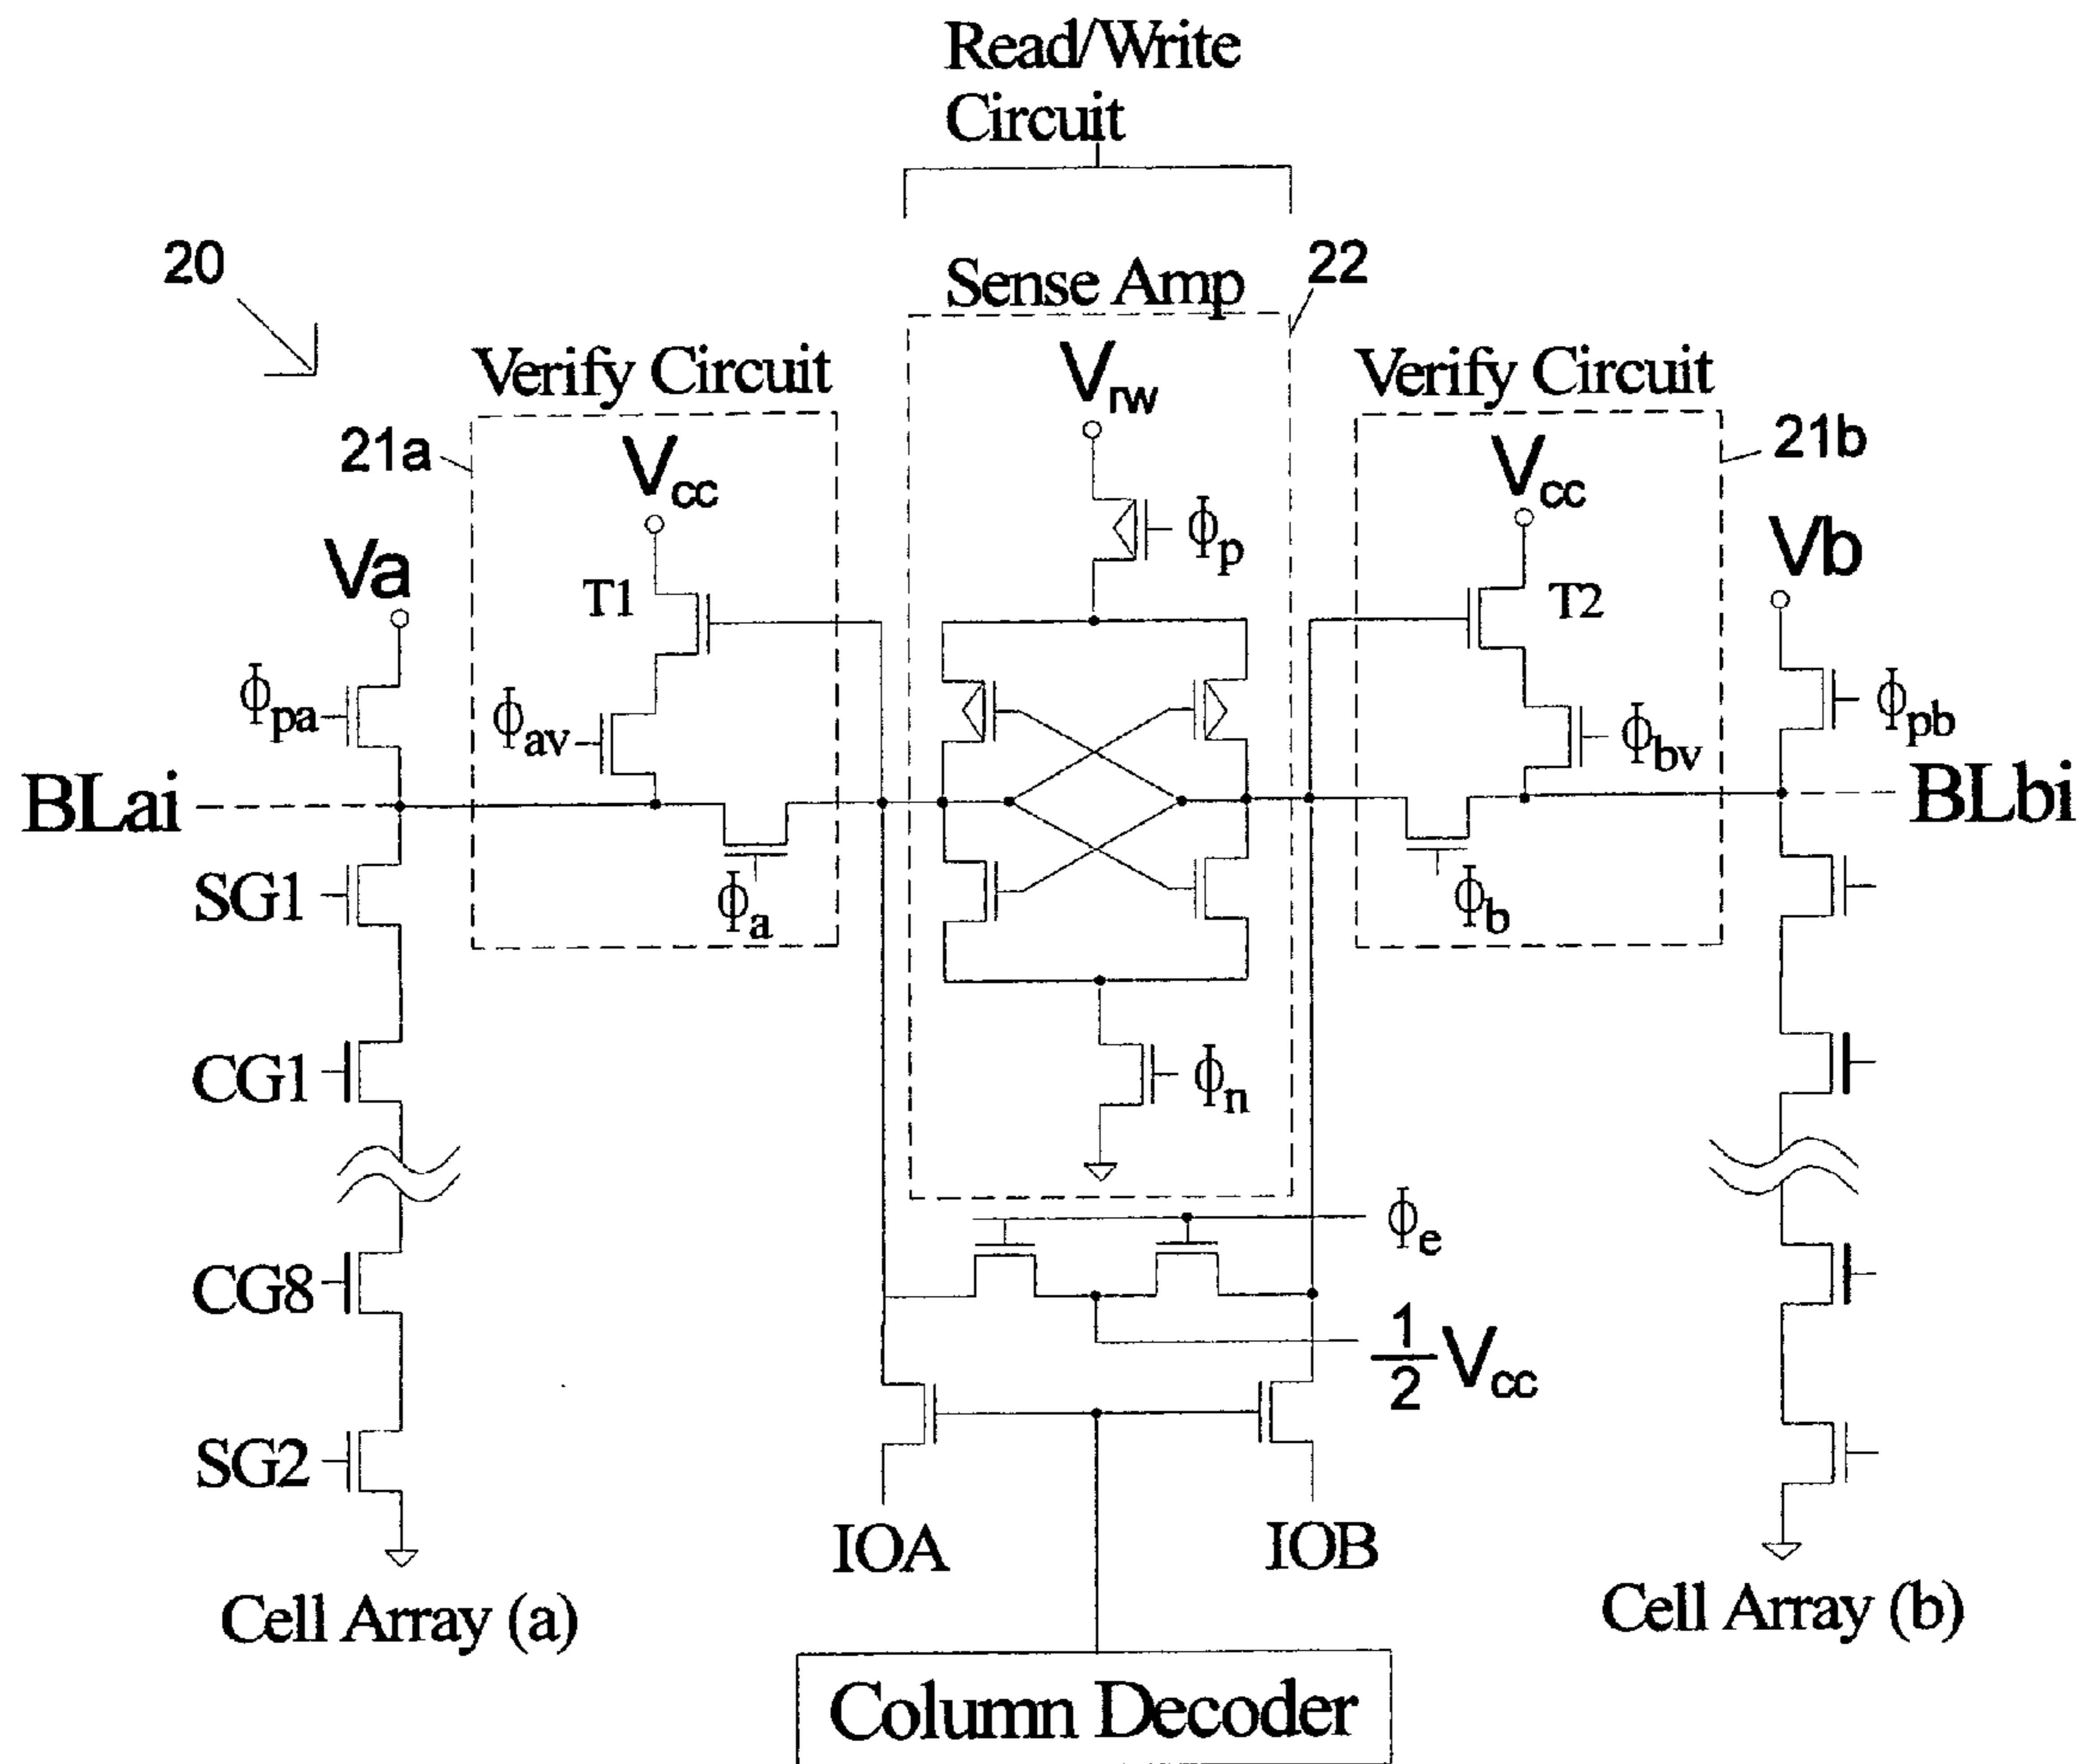 Read/Write
Circuit
20
Sense Amp
22
Verify Circuit
Verify Circuit
Vrw
21a
21b
Vcc
Vcc
Va
Vb
Φp
T1
T2
Φpa
Φav
Φbv
Φpb
BLai
BLbi
SG1
Φa
Φb
CG1
Φn
Φe
CG8
1/2 Vcc
SG2
IOA
IOB
Cell Array (a)
Cell Array (b)
Column Decoder